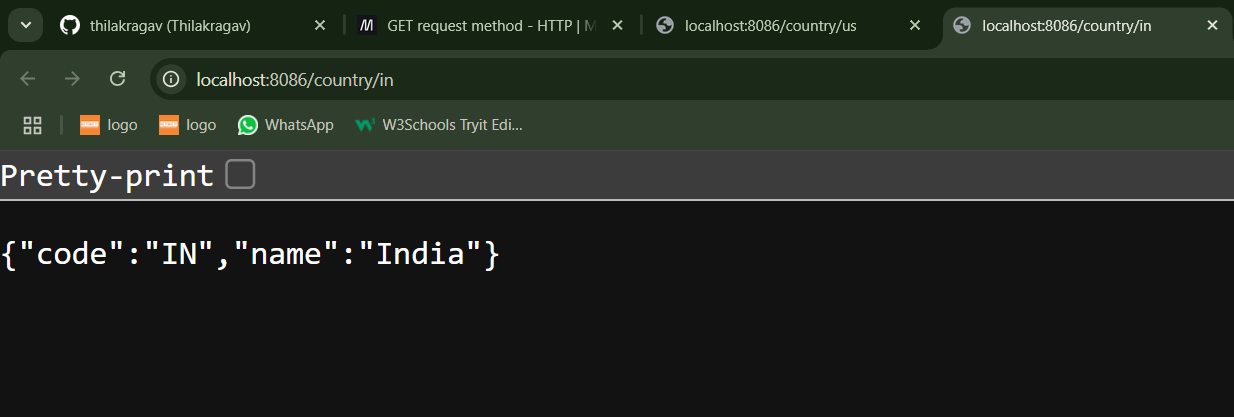 thilakragav (Thilakragav)
GET request method - HTTP | M
localhost:8086/country/us
localhost:8086/country/in
localhost:8086/country/in
logo
logo
WhatsApp
W3Schools Tryit Edi...
Pretty-print
{"code":"IN","name":"India"}